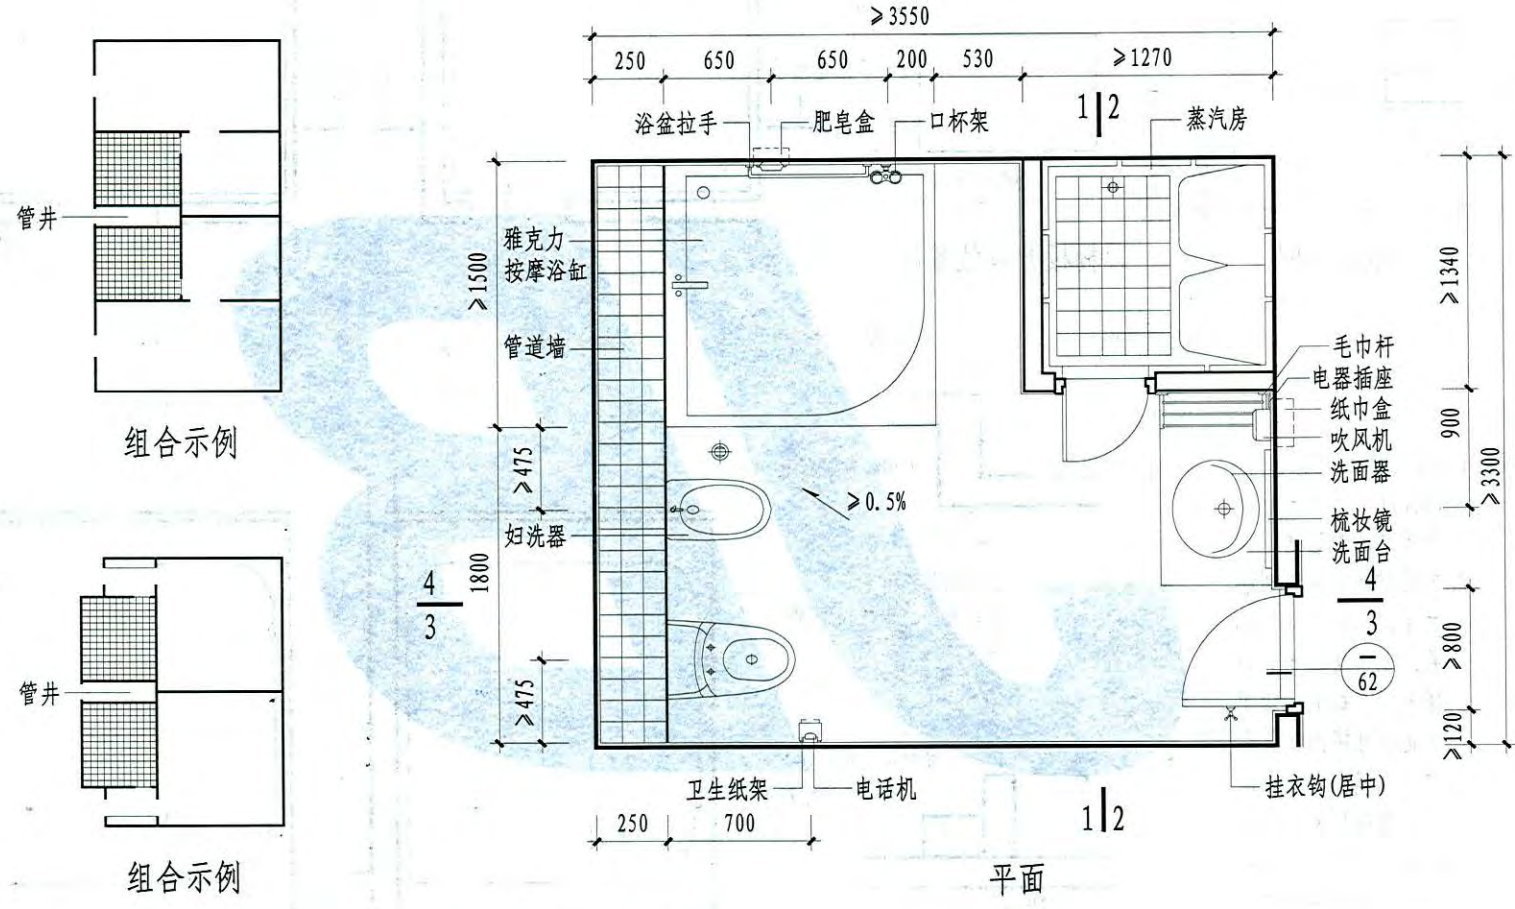 ≥3550
250
650
650
200
530
≥1270
浴盆拉手
肥皂盒
口杯架
1
2
蒸汽房
管井
组合示例
雅克力
按摩浴缸
≥1500
管道墙
≥475
妇洗器
1800
4
3
≥475
≥0.5%
≥1340
毛巾杆
电器插座
纸巾盒
吹风机
洗面器
梳妆镜
洗面台
900
≥3300
4
3
—
62
≥800
≥120
管井
组合示例
卫生纸架
电话机
挂衣钩(居中)
250
700
1
2
平面